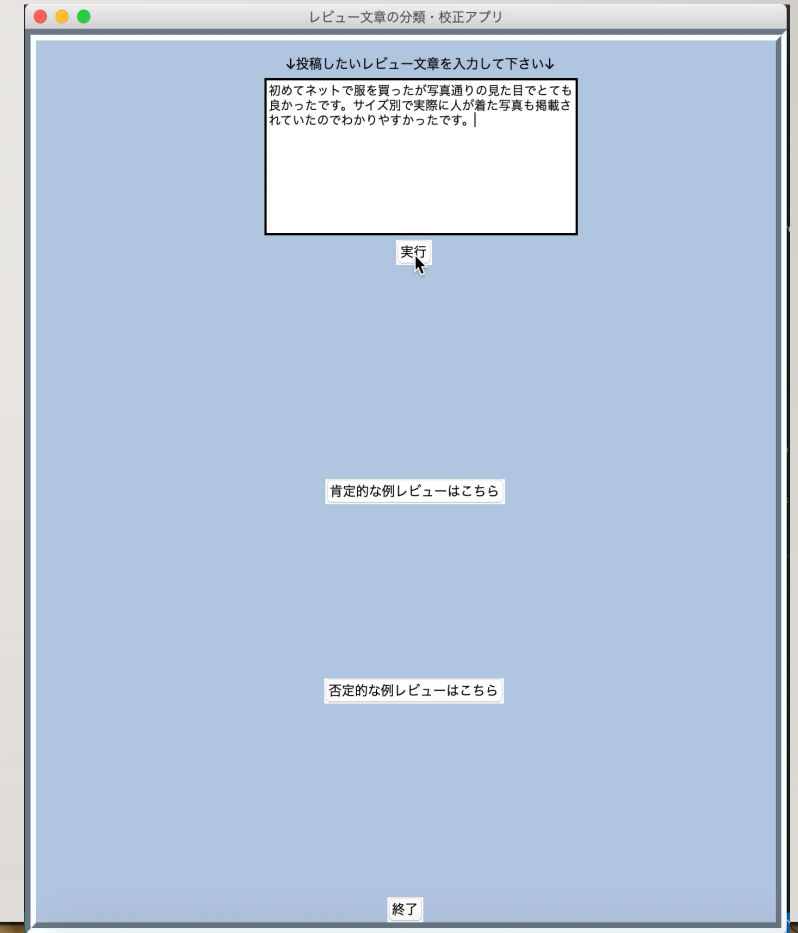 レビュー文章の分類・校正アプリ
↓投稿したいレビュー文章を入力して下さい↓
初めてネットで服を買ったが写真通りの見た目でとても
良かったです。サイズ別で実際に人が着た写真も掲載さ
れていたのでわかりやすかったです。
実行
肯定的な例レビューはこちら
否定的な例レビューはこちら
終了